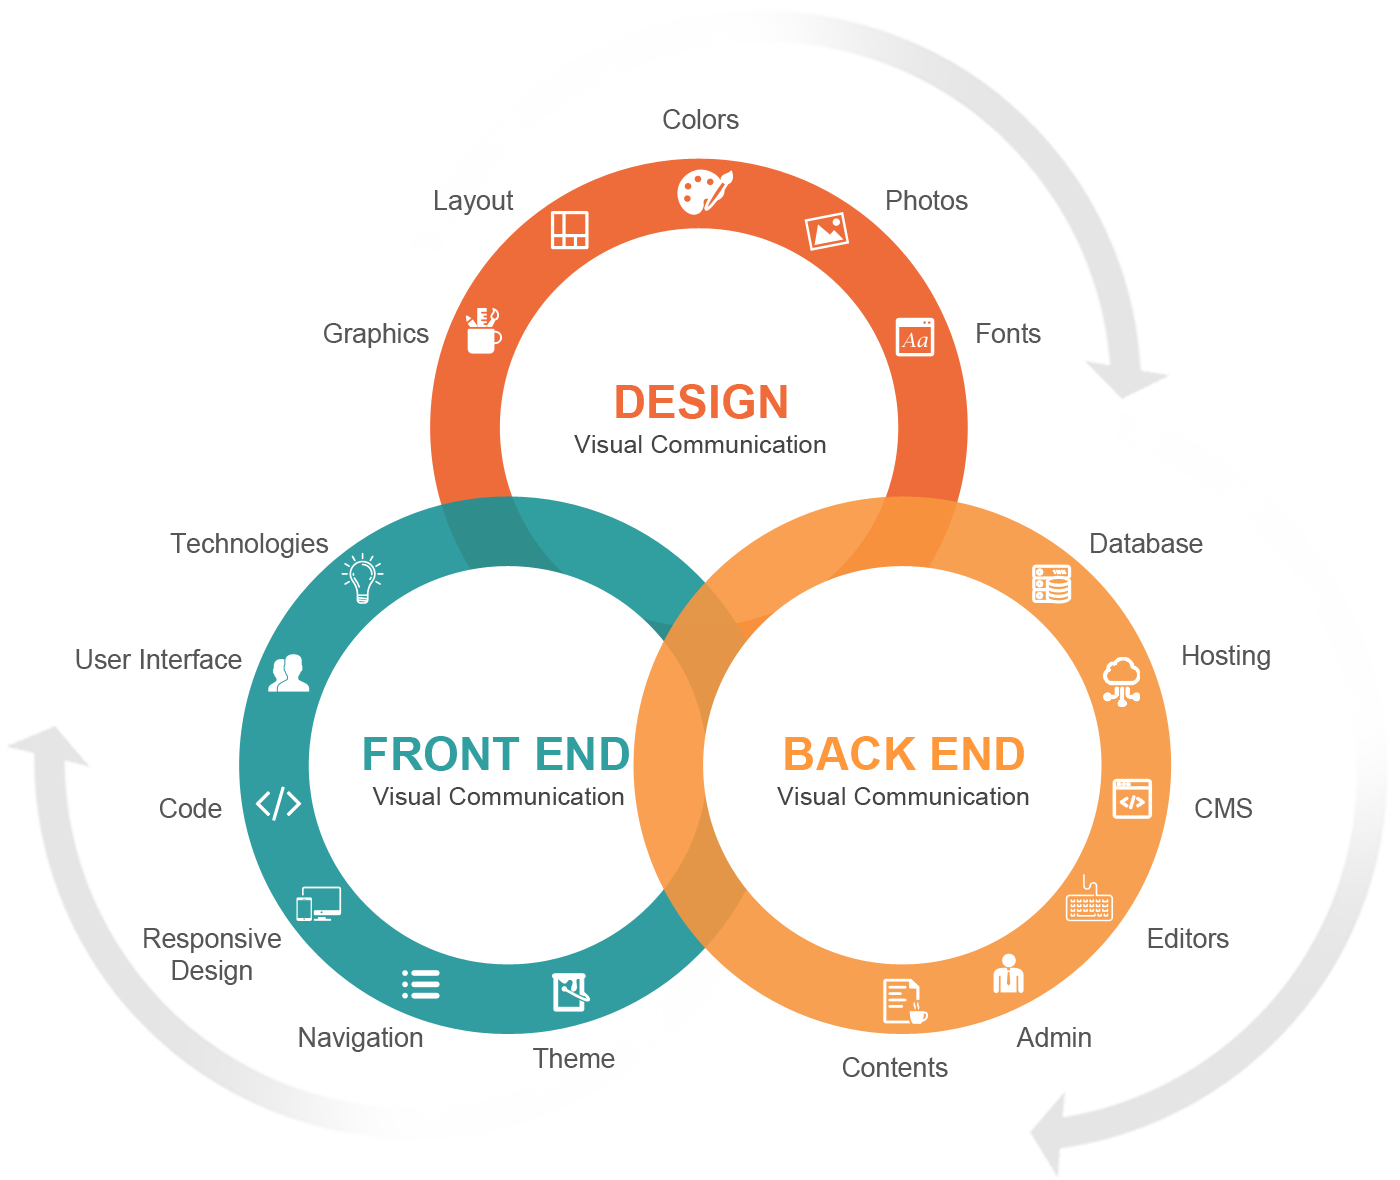 Colors
Layout
Photos
Graphics
Fonts
Aa
DESIGN
Visual Communication
Technologies
Database
User Interface
Hosting
FRONT END
Visual Communication
BACK END
Visual Communication
Code
CMS
Responsive
Design
Editors
Navigation
Admin
Theme
Contents